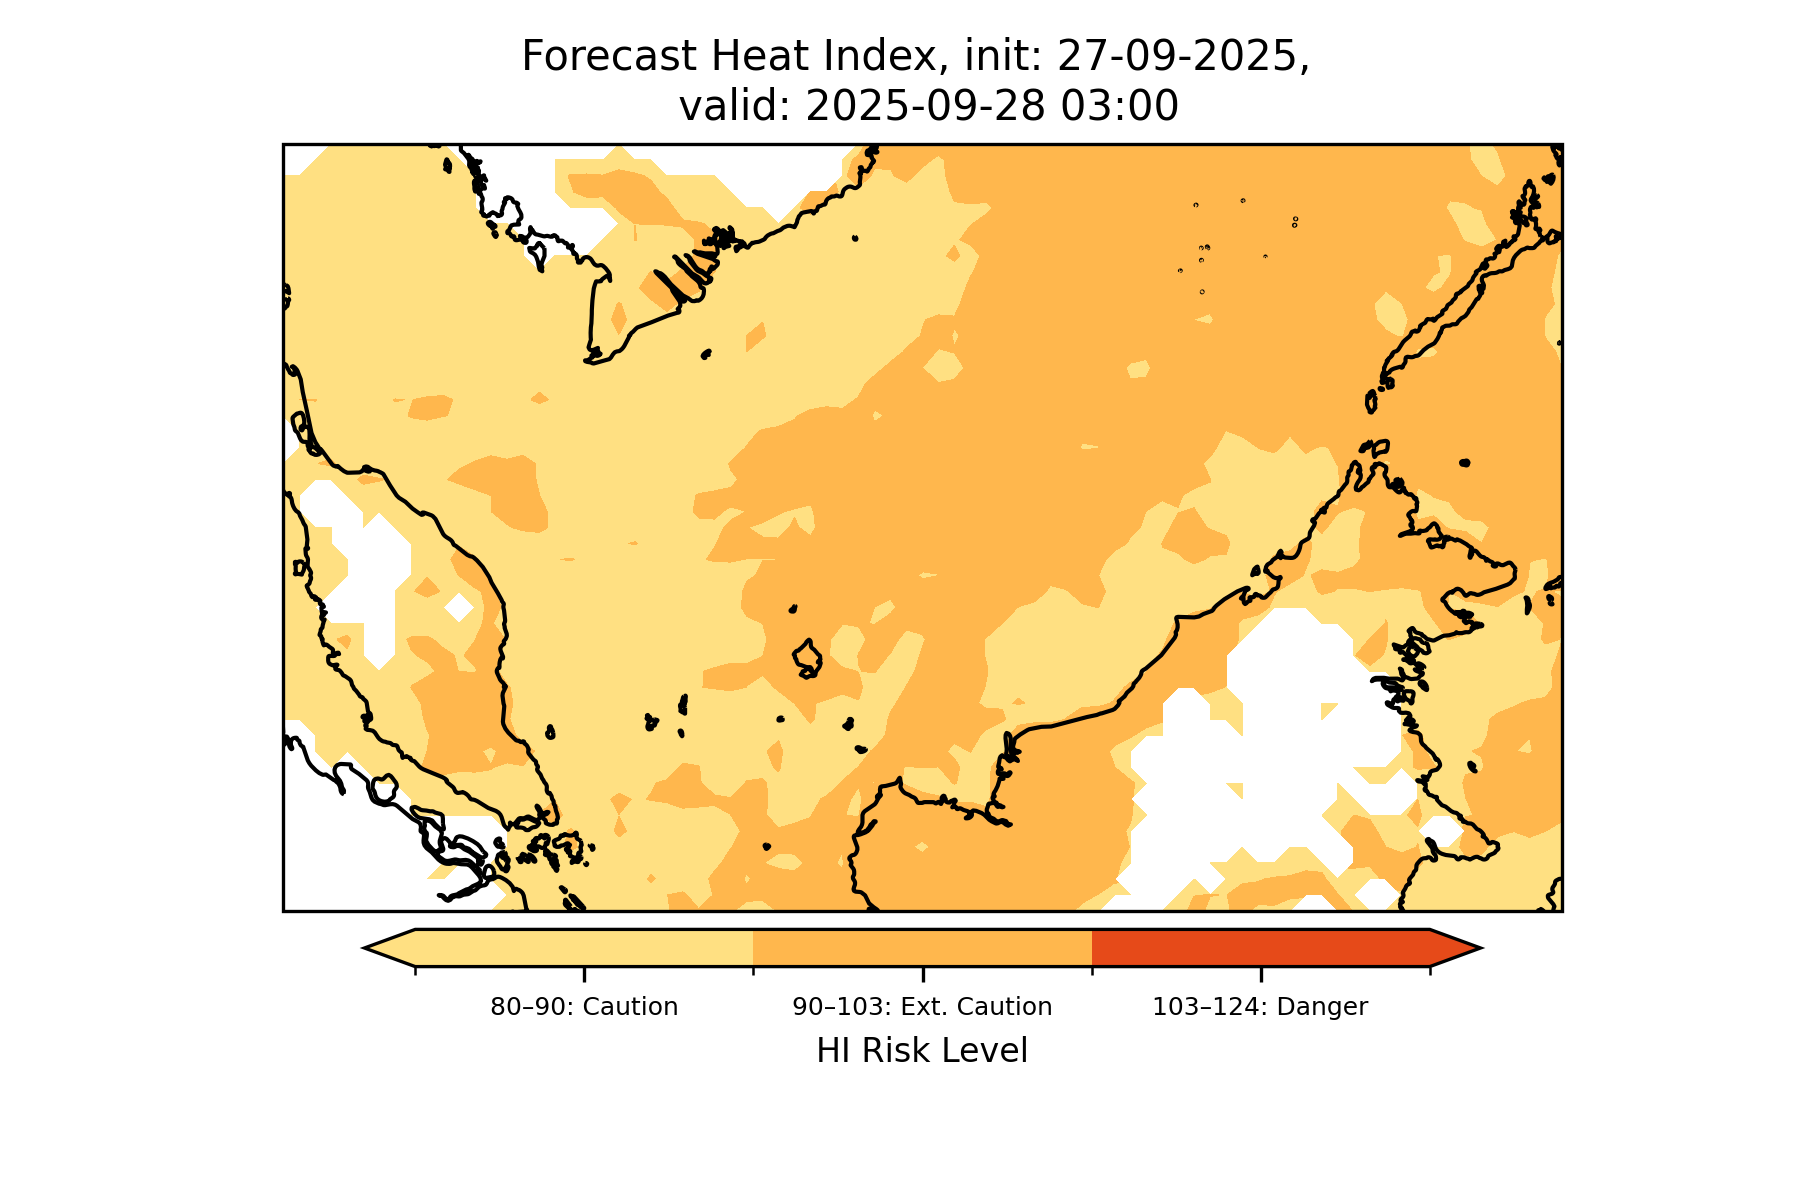 Forecast Heat Index, init: 27-09-2025,
valid: 2025-09-28 03:00
80–90: Caution
90–103: Ext. Caution
103–124: Danger
HI Risk Level